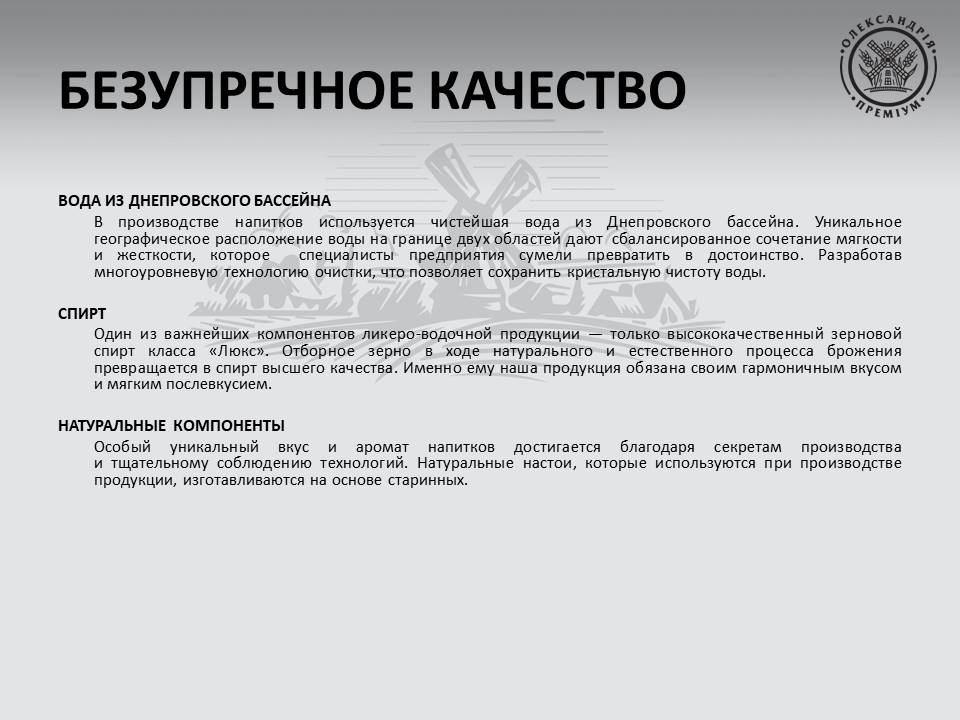 ОЛЕКСАНДРІЯ
ПРЕМІУМ
БЕЗУПРЕЧНОЕ КАЧЕСТВО
ВОДА ИЗ ДНЕПРОВСКОГО БАССЕЙНА
В производстве напитков используется чистейшая вода из Днепровского бассейна. Уникальное
географическое расположение воды на границе двух областей дают сбалансированное сочетание мягкости
и жесткости, которое специалисты предприятия сумели превратить в достоинство. Разработав
многоуровневую технологию очистки, что позволяет сохранить кристальную чистоту воды.
СПИРТ
Один из важнейших компонентов ликеро-водочной продукции — только высококачественный зерновой
спирт класса «Люкс». Отборное зерно в ходе натурального и естественного процесса брожения
превращается в спирт высшего качества. Именно ему наша продукция обязана своим гармоничным вкусом
и мягким послевкусием.
НАТУРАЛЬНЫЕ КОМПОНЕНТЫ
Особый уникальный вкус и аромат напитков достигается благодаря секретам производства
и тщательному соблюдению технологий. Натуральные настои, которые используются при производстве
продукции, изготавливаются на основе старинных.